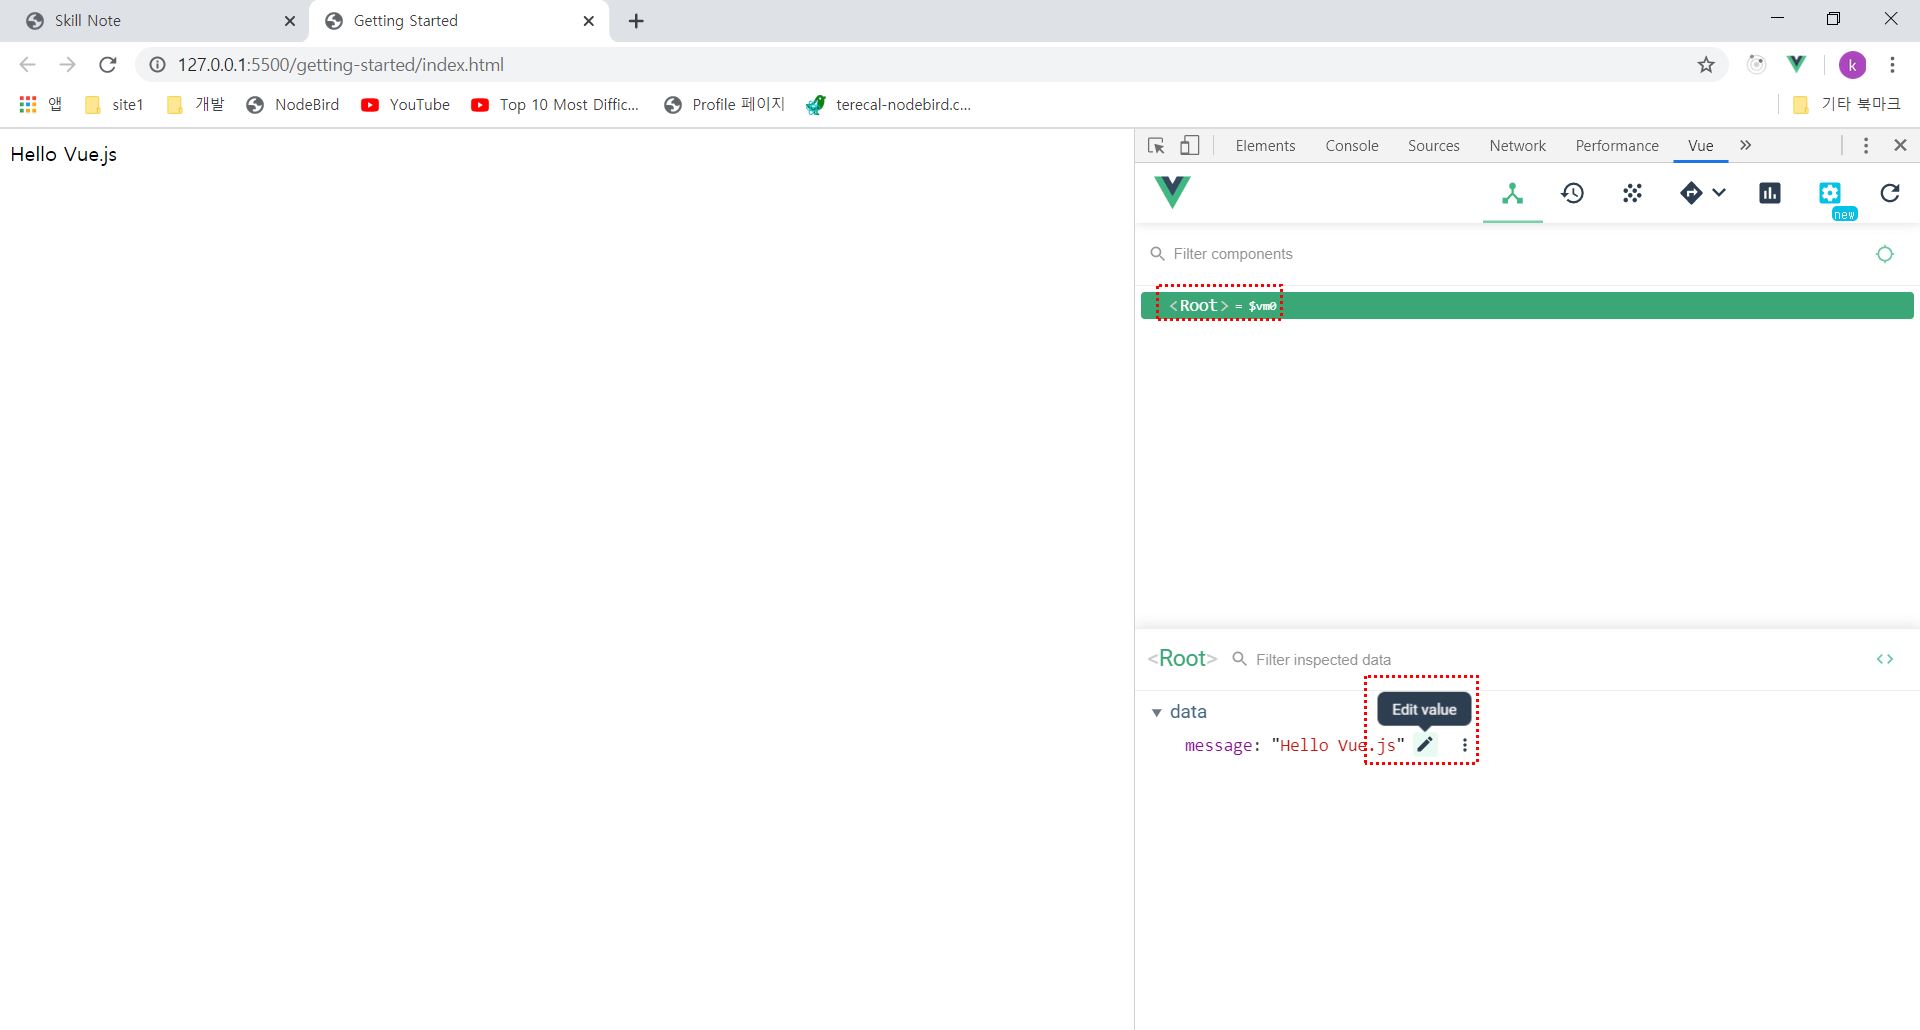 Skill Note
Getting Started
127.0.0.1:5500/getting-started/index.html
k
앱 site1 개발 NodeBird YouTube Top 10 Most Diffic... Profile 페이지 terecal-nodebird.c... 기타 북마크
Hello Vue.js
Elements Console Sources Network Performance Vue
new
Filter components
<Root> = $vm0
<Root> Filter inspected data
data
Edit value
message: "Hello Vue.js"